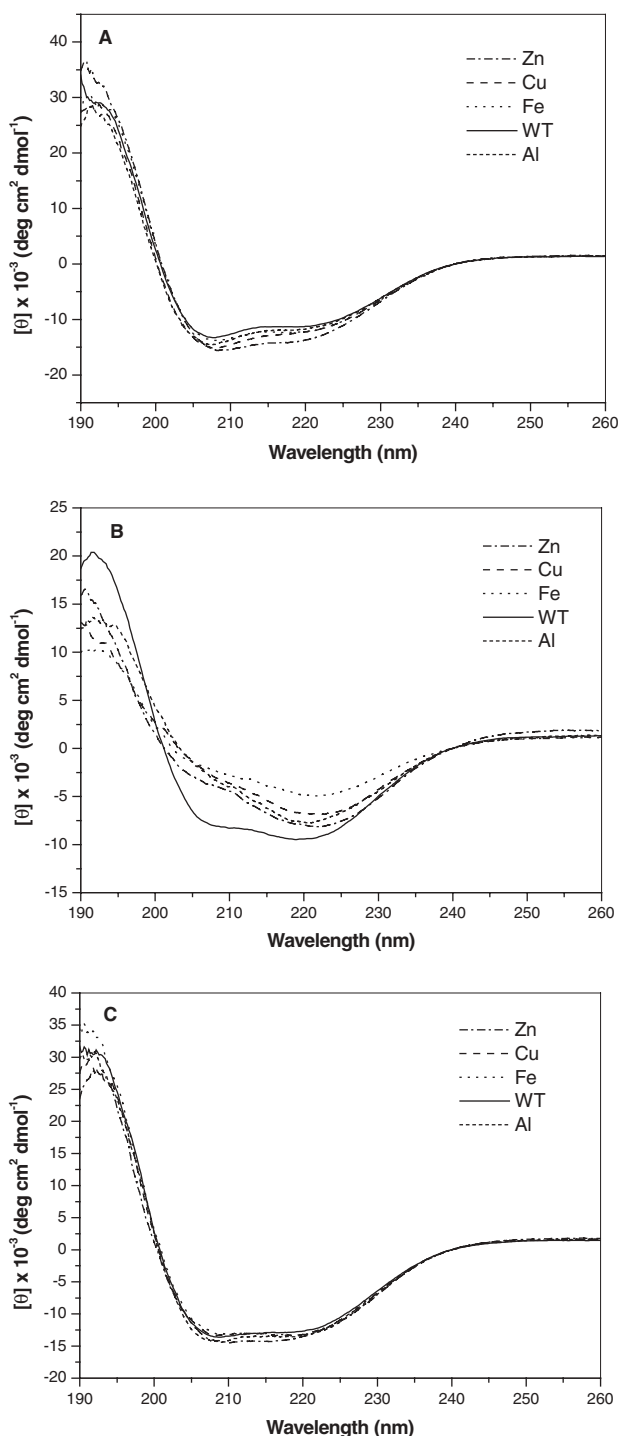 A
Zn
Cu
Fe
WT
Al
40
30
20
10
0
-10
-20
[θ] x 10⁻³ (deg cm² dmol⁻¹)
190 200 210 220 230 240 250 260
Wavelength (nm)
B
Zn
Cu
Fe
WT
Al
25
20
15
10
5
0
-5
-10
-15
[θ] x 10⁻³ (deg cm² dmol⁻¹)
190 200 210 220 230 240 250 260
Wavelength (nm)
C
Zn
Cu
Fe
WT
Al
40
35
30
25
20
15
10
5
0
-5
-10
-15
-20
[θ] x 10⁻³ (deg cm² dmol⁻¹)
190 200 210 220 230 240 250 260
Wavelength (nm)